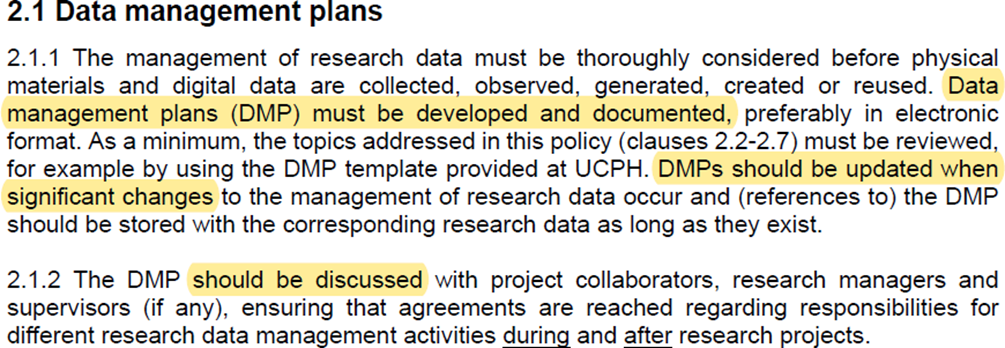 2.1 Data management plans
2.1.1 The management of research data must be thoroughly considered before physical
materials and digital data are collected, observed, generated, created or reused. Data
management plans (DMP) must be developed and documented, preferably in electronic
format. As a minimum, the topics addressed in this policy (clauses 2.2-2.7) must be reviewed,
for example by using the DMP template provided at UCPH. DMPs should be updated when
significant changes to the management of research data occur and (references to) the DMP
should be stored with the corresponding research data as long as they exist.
2.1.2 The DMP should be discussed with project collaborators, research managers and
supervisors (if any), ensuring that agreements are reached regarding responsibilities for
different research data management activities during and after research projects.